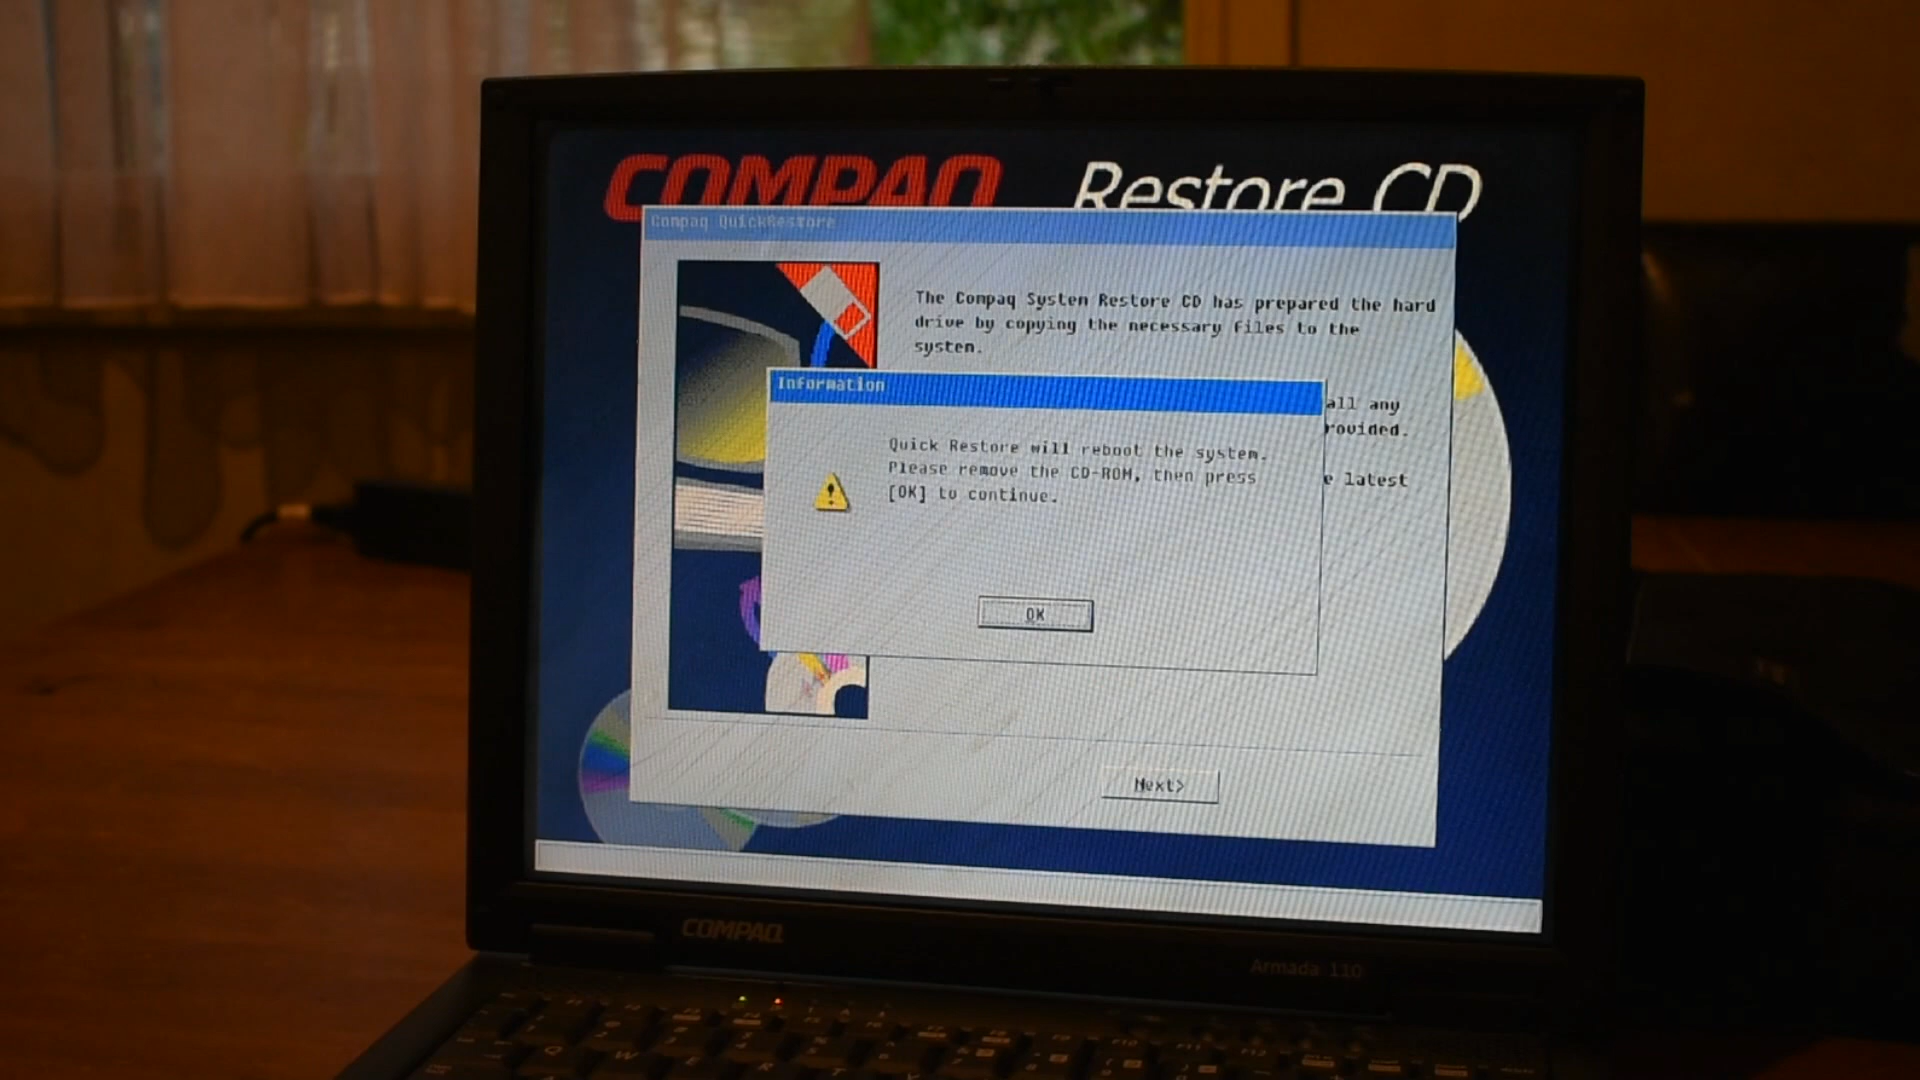 COMPAQ Restore CD
Compaq QuickRestore
The Compaq System Restore CD has prepared the hard
drive by copying the necessary files to the
system.
Information
all any
rovided.
Quick Restore will reboot the system.
Please remove the CD-ROM, then press
e latest
[OK] to continue.
OK
Next>
COMPAQ
Armada 110